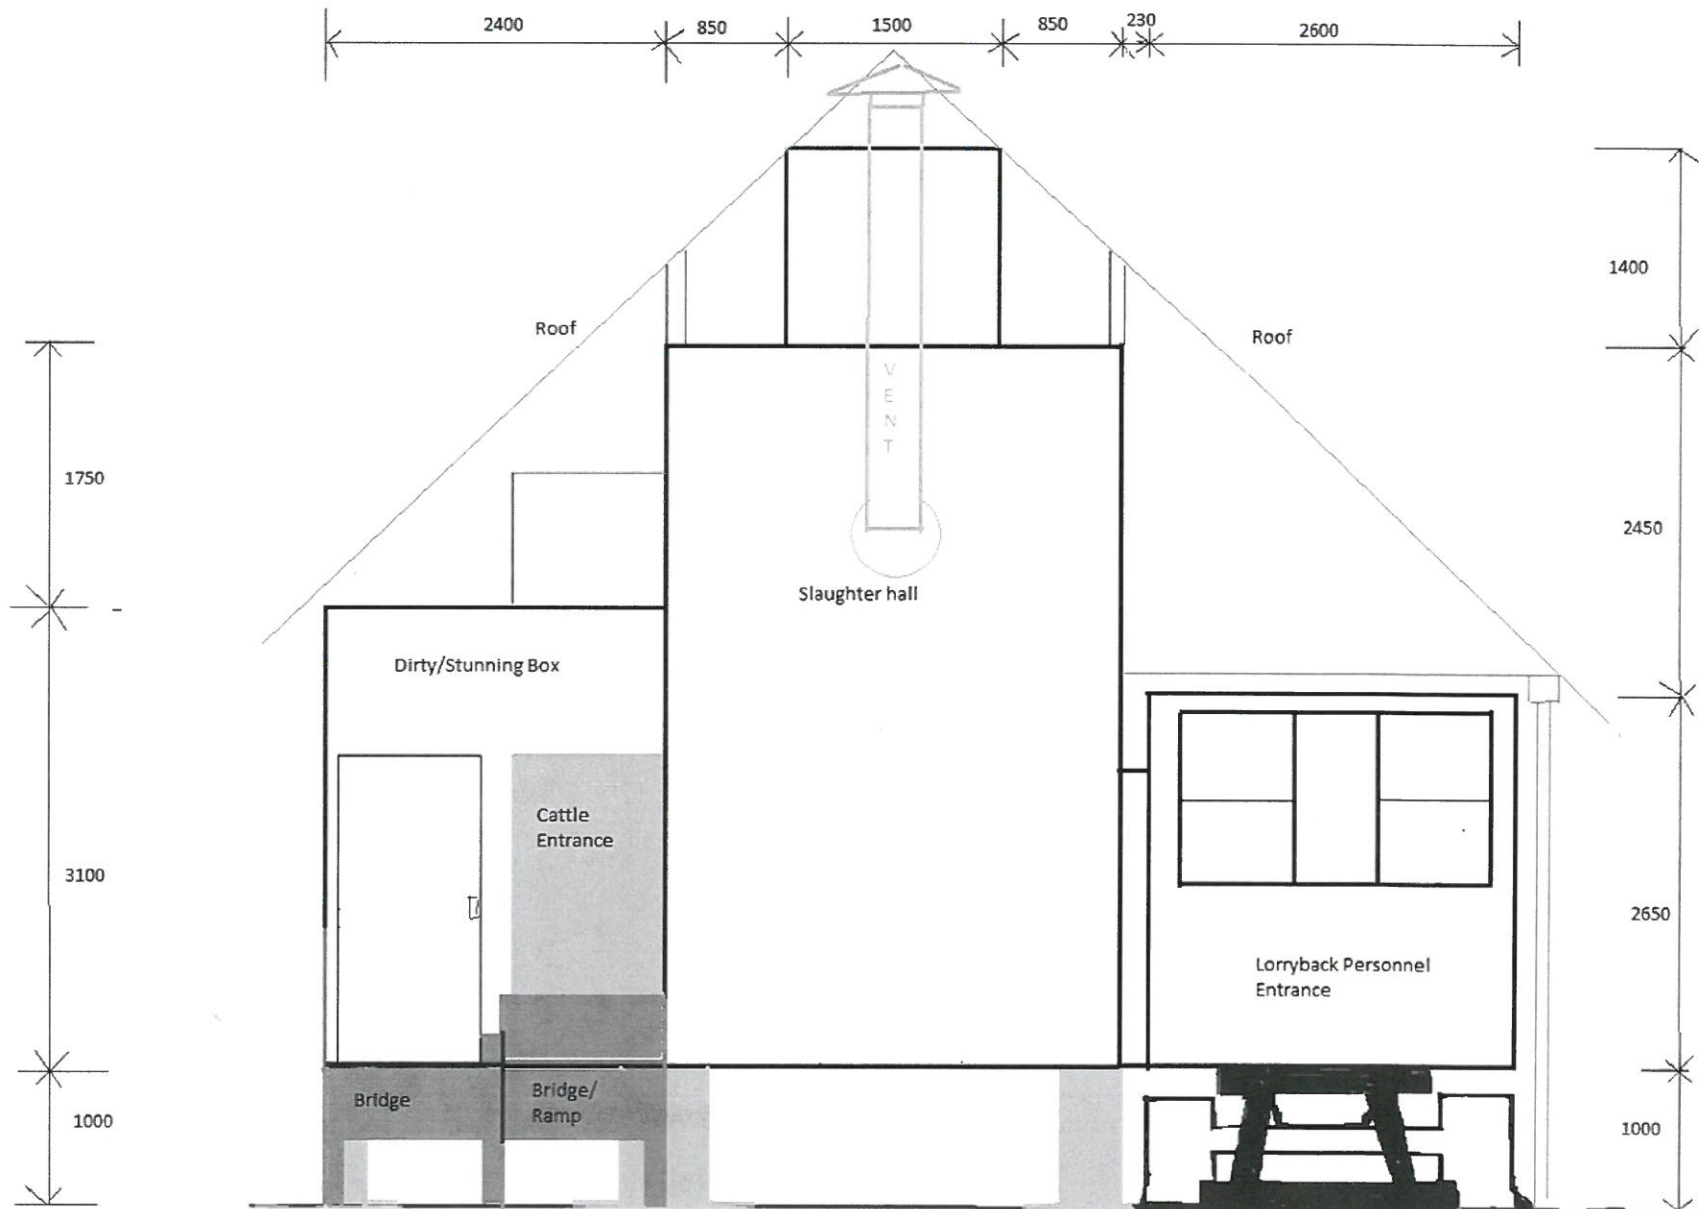 2400
850
1500
850
230
2600
1400
Roof
Roof
V
E
N
T
1750
2450
Slaughter hall
Dirty/Stunning Box
Cattle
Entrance
3100
2650
Lorryback Personnel
Entrance
Bridge
Bridge/
Ramp
1000
1000